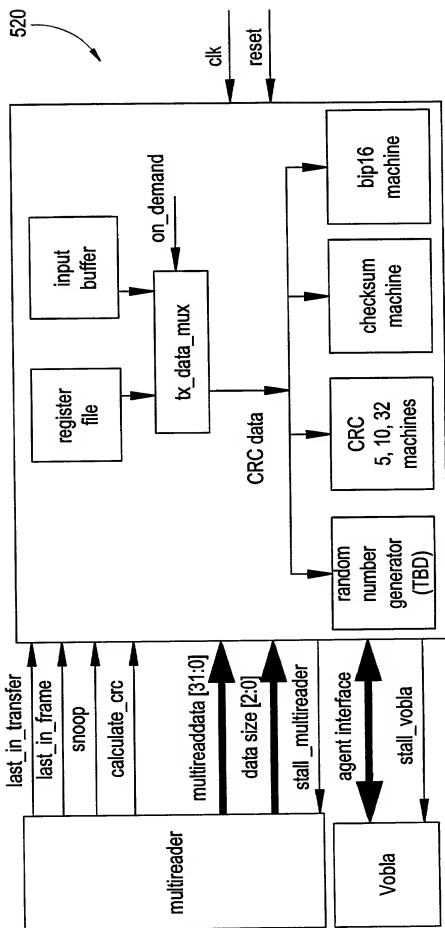 520
clk
reset
register
file
input
buffer
on_demand
tx_data_mux
CRC data
random
number
generator
(TBD)
CRC
5, 10, 32
machines
checksum
machine
bip16
machine
last_in_transfer
last_in_frame
snoop
calculate_crc
multireaddata [31:0]
data size [2:0]
stall_multireader
agent interface
stall_vobla
multireader
Vobla